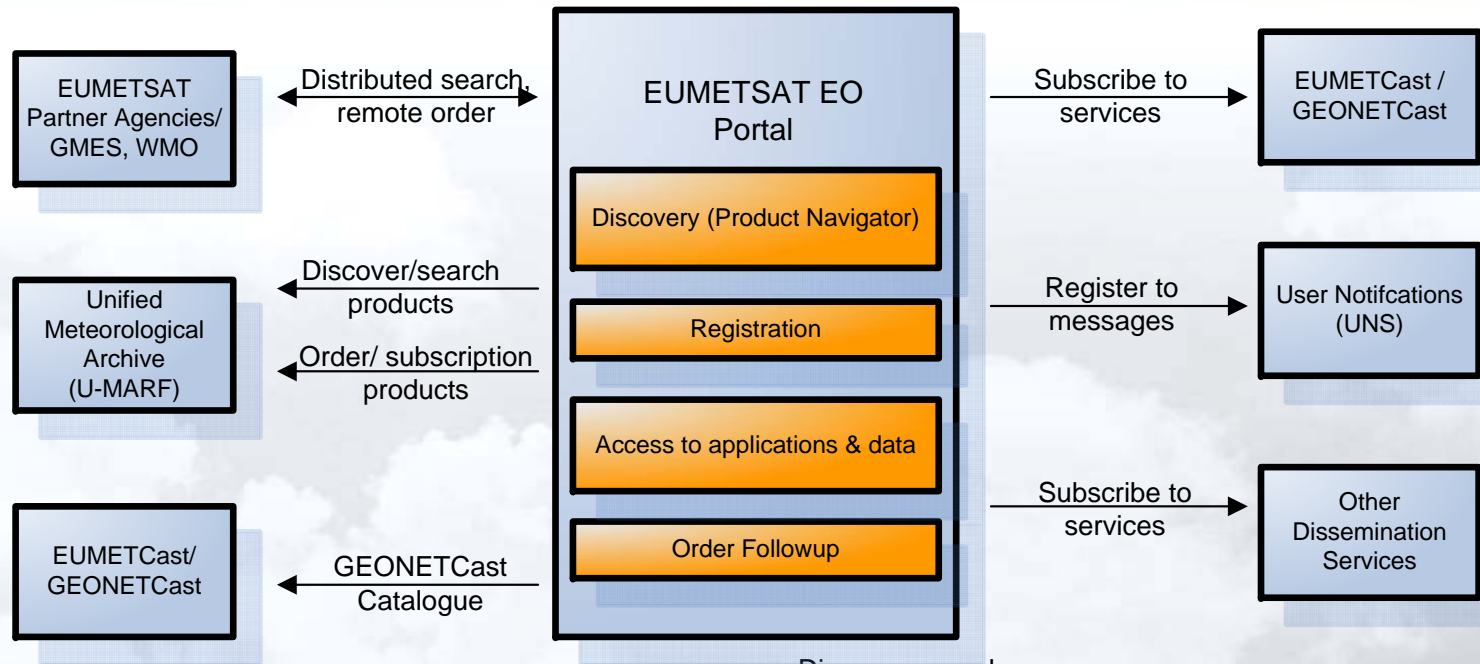 EUMETSAT
Partner Agencies/
GMES, WMO
Distributed search,
remote order
EUMETSAT EO
Portal
Subscribe to
services
EUMETCast /
GEONETCast
Discovery (Product Navigator)
Unified
Meteorological
Archive
(U-MARF)
Discover/search
products
Order/ subscription
products
Registration
Register to
messages
User Notifcations
(UNS)
Access to applications & data
EUMETCast/
GEONETCast
GEONETCast
Catalogue
Order Followup
Subscribe to
services
Other
Dissemination
Services